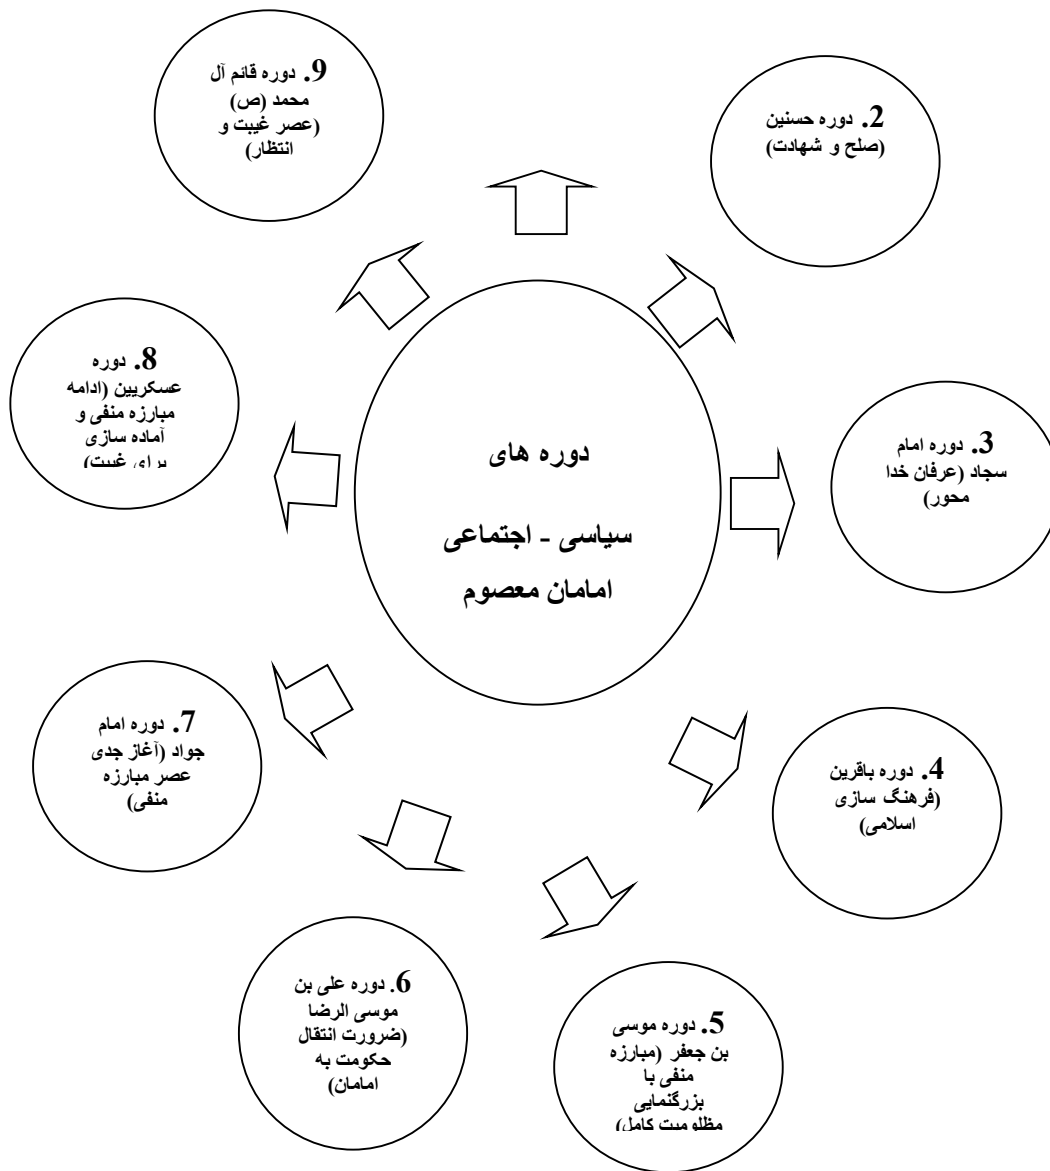 دوره های
سیاسی - اجتماعی
امامان معصوم
2. دوره حسنین
(صلح و شهادت)
3. دوره امام
سجاد (عرفان خدا
محور)
4. دوره باقرین
(فرهنگ سازی
اسلامی)
5. دوره موسی
بن جعفر (مبارزه
منفی با
بزرگنمایی
مظلومیت کامل)
6. دوره علی بن
موسی الرضا
(ضرورت انتقال
حکومت به
امامان)
7. دوره امام
جواد (آغاز جدی
عصر مبارزه
منفی)
8. دوره
عسکریین (ادامه
مبارزه منفی و
آماده سازی
برای غیبت)
9. دوره قائم آل
محمد (ص)
(عصر غیبت و
انتظار)